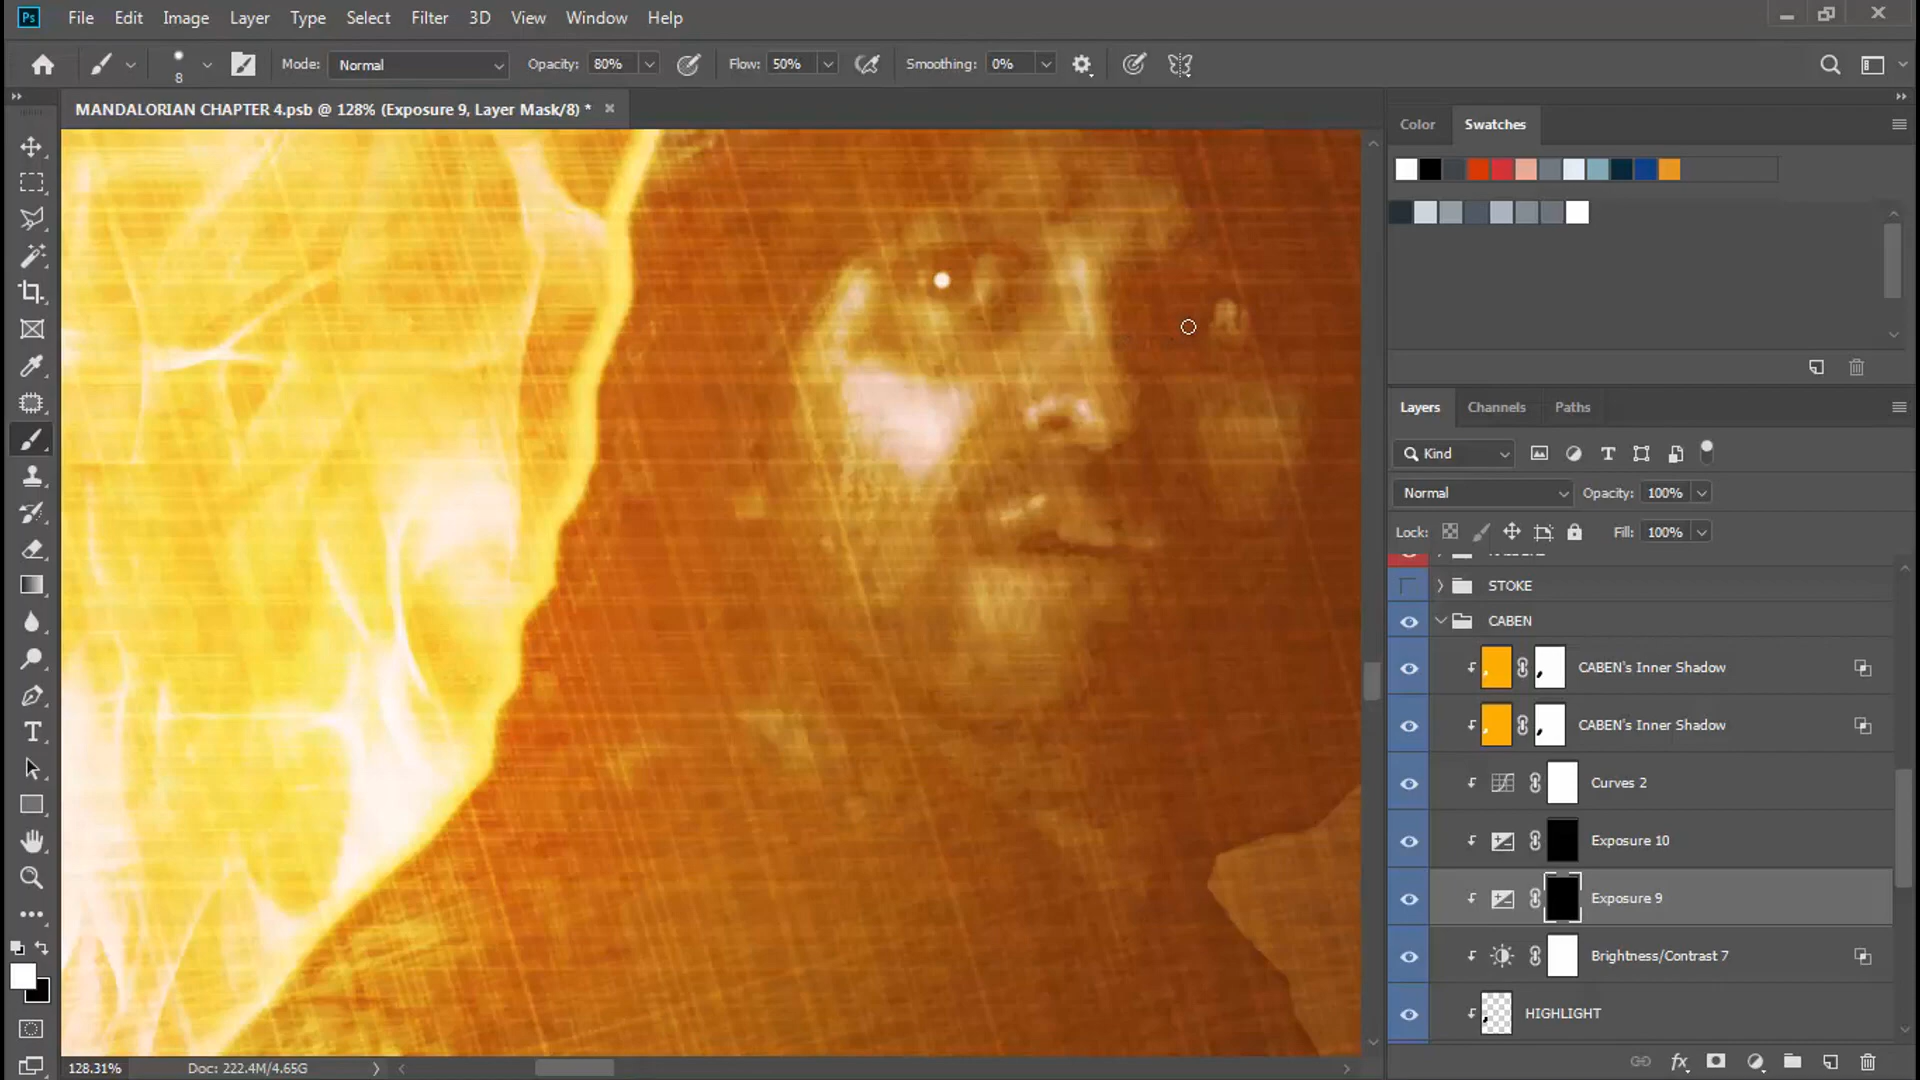 Ps File Edit Image Layer Type Select Filter 3D View Window Help
8 Mode: Normal Opacity: 80% Flow: 50% Smoothing: 0%
MANDALORIAN CHAPTER 4.psb @ 128% (Exposure 9, Layer Mask/8) *
Color Swatches
Layers Channels Paths
Kind
Normal Opacity: 100%
Lock: Fill: 100%
STOKE
CABEN
CABEN's Inner Shadow
CABEN's Inner Shadow
Curves 2
Exposure 10
Exposure 9
Brightness/Contrast 7
HIGHLIGHT
128.31% Doc: 222.4M/4.65G
fx